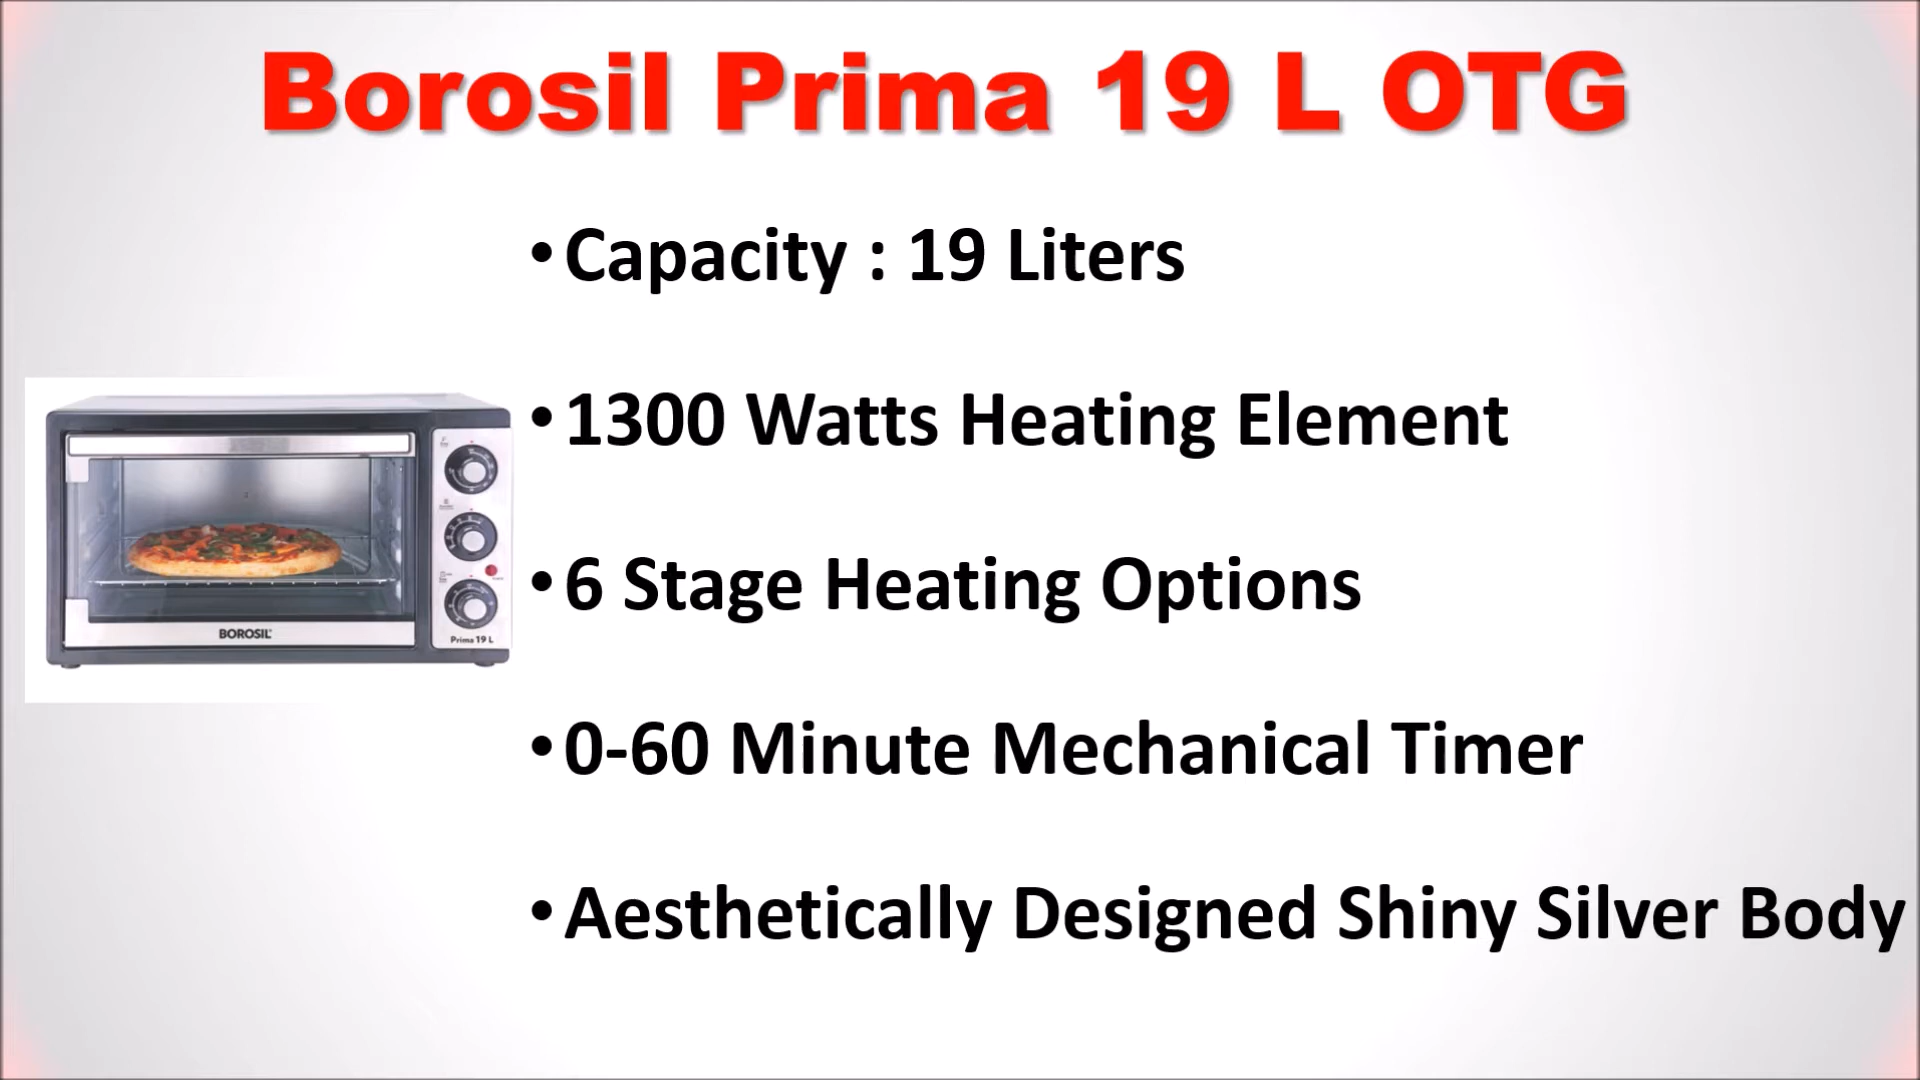 Borosil Prima 19 L OTG
•Capacity : 19 Liters
•1300 Watts Heating Element
•6 Stage Heating Options
•0-60 Minute Mechanical Timer
•Aesthetically Designed Shiny Silver Body
BOROSIL
Prima 19 L